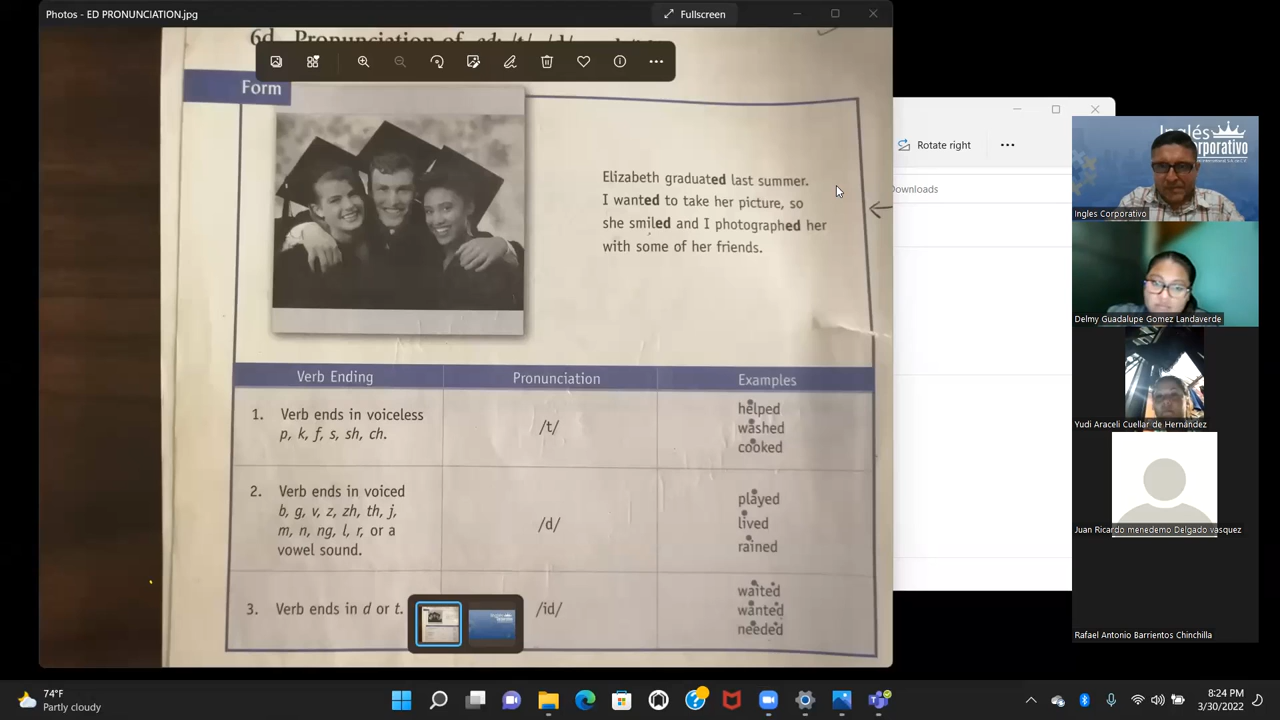 Photos - ED PRONUNCIATION.jpg
Fullscreen
6d Pronunciation of
Form
Elizabeth graduated last summer.
I wanted to take her picture, so
she smiled and I photographed her
with some of her friends.
Verb Ending Pronunciation Examples
1. Verb ends in voiceless
p, k, f, s, sh, ch.
/t/
helped
washed
cooked
2. Verb ends in voiced
b, g, v, z, zh, th, j,
m, n, ng, l, r, or a
vowel sound.
/d/
played
lived
rained
3. Verb ends in d or t.
/id/
waited
wanted
needed
Rotate right
Downloads
Inglés
Corporativo
Ingles Corporativo
Delmy Guadalupe Gomez Landaverde
Yudi Araceli Cuellar de Hernández
Juan Ricardo menedemo Delgado vasquez
Rafael Antonio Barrientos Chinchilla
74°F
Partly cloudy
8:24 PM
3/30/2022